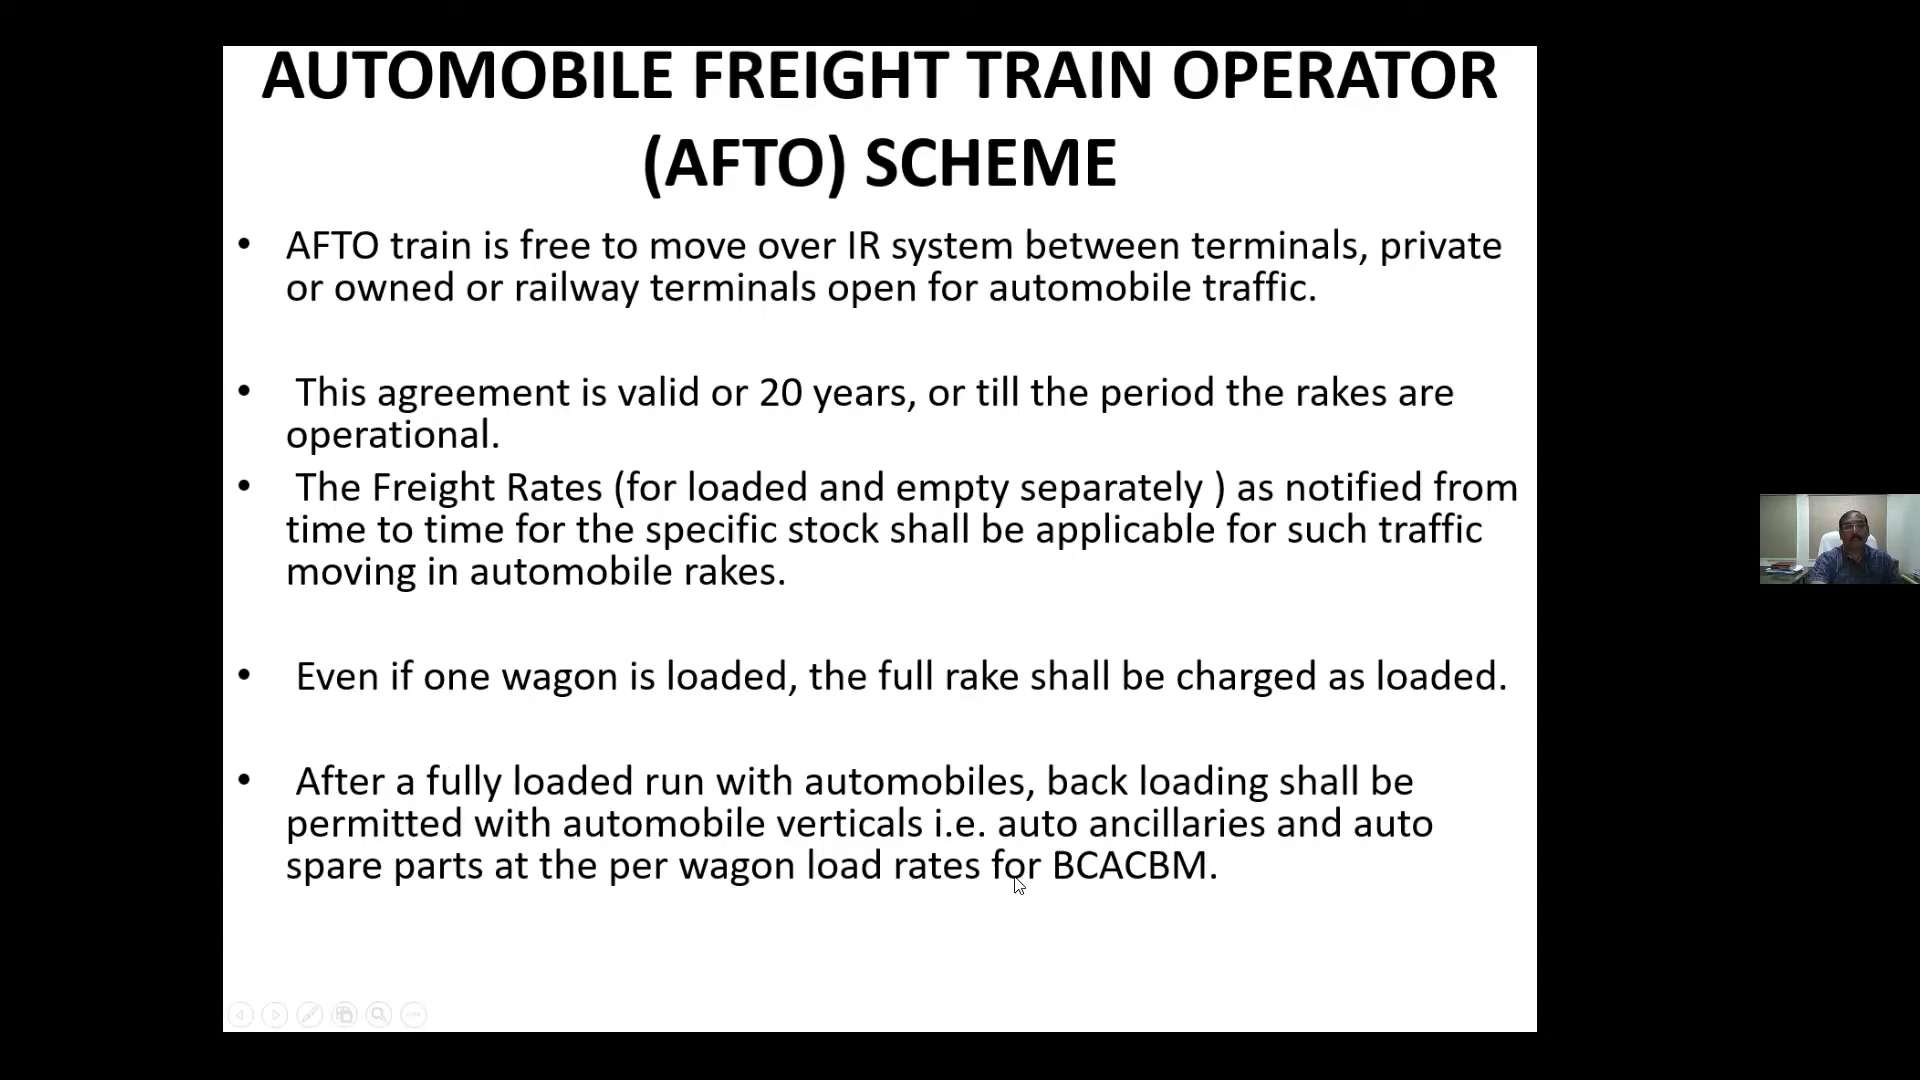 AUTOMOBILE FREIGHT TRAIN OPERATOR
(AFTO) SCHEME
• AFTO train is free to move over IR system between terminals, private
or owned or railway terminals open for automobile traffic.
• This agreement is valid or 20 years, or till the period the rakes are
operational.
• The Freight Rates (for loaded and empty separately ) as notified from
time to time for the specific stock shall be applicable for such traffic
moving in automobile rakes.
• Even if one wagon is loaded, the full rake shall be charged as loaded.
• After a fully loaded run with automobiles, back loading shall be
permitted with automobile verticals i.e. auto ancillaries and auto
spare parts at the per wagon load rates for BCACBM.